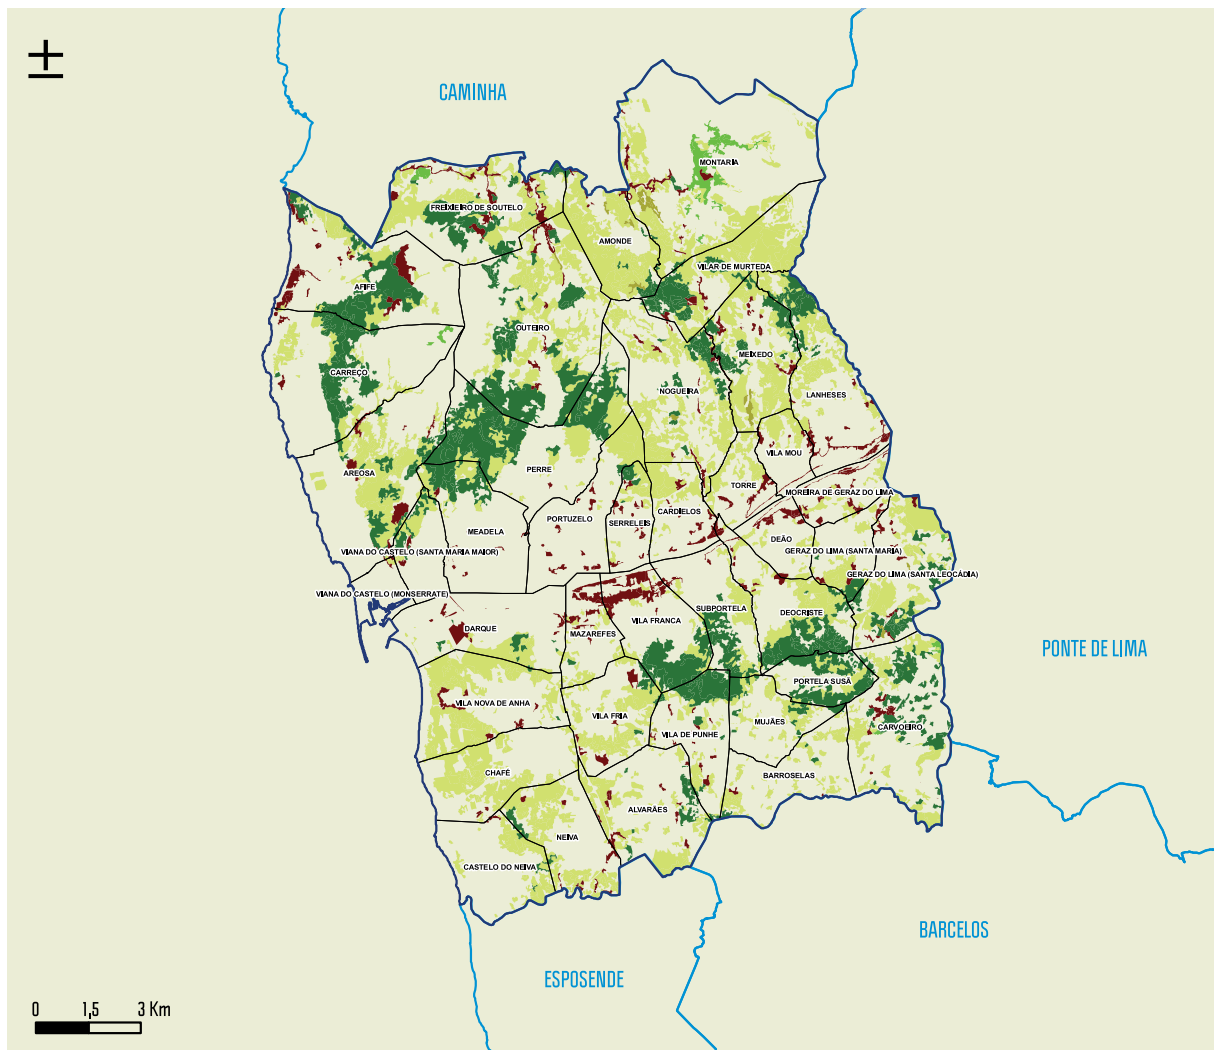 CAMINHA
MONTARIA
FREIXIEIRO DE SOUTELO
AMONDE
VILAR DE MURTEDA
AFIFE
OUTEIRO
MEIXEDO
CARREÇO
NOGUEIRA
LANHESES
VILA MOU
PERRE
AREOSA
TORRE
MOREIRA DE GERAZ DO LIMA
CARDIELOS
PORTUZELO
SERRELEIS
MEADELA
DEÃO
VIANA DO CASTELO (SANTA MARIA MAIOR)
GERAZ DO LIMA (SANTA MARIA)
GERAZ DO LIMA (SANTA LEOCÁDIA)
VIANA DO CASTELO (MONSERRATE)
SUBPORTELA
DEOCRISTE
VILA FRANCA
DARQUE
MAZAREFES
PONTE DE LIMA
PORTELA SUSÃ
VILA NOVA DE ANHA
VILA FRIA
MUJÃES
CARVOEIRO
VILA DE PUNHE
CHAFÉ
BARROSELAS
ALVARÃES
NEIVA
CASTELO DO NEIVA
BARCELOS
ESPOSENDE
0 1,5 3 Km